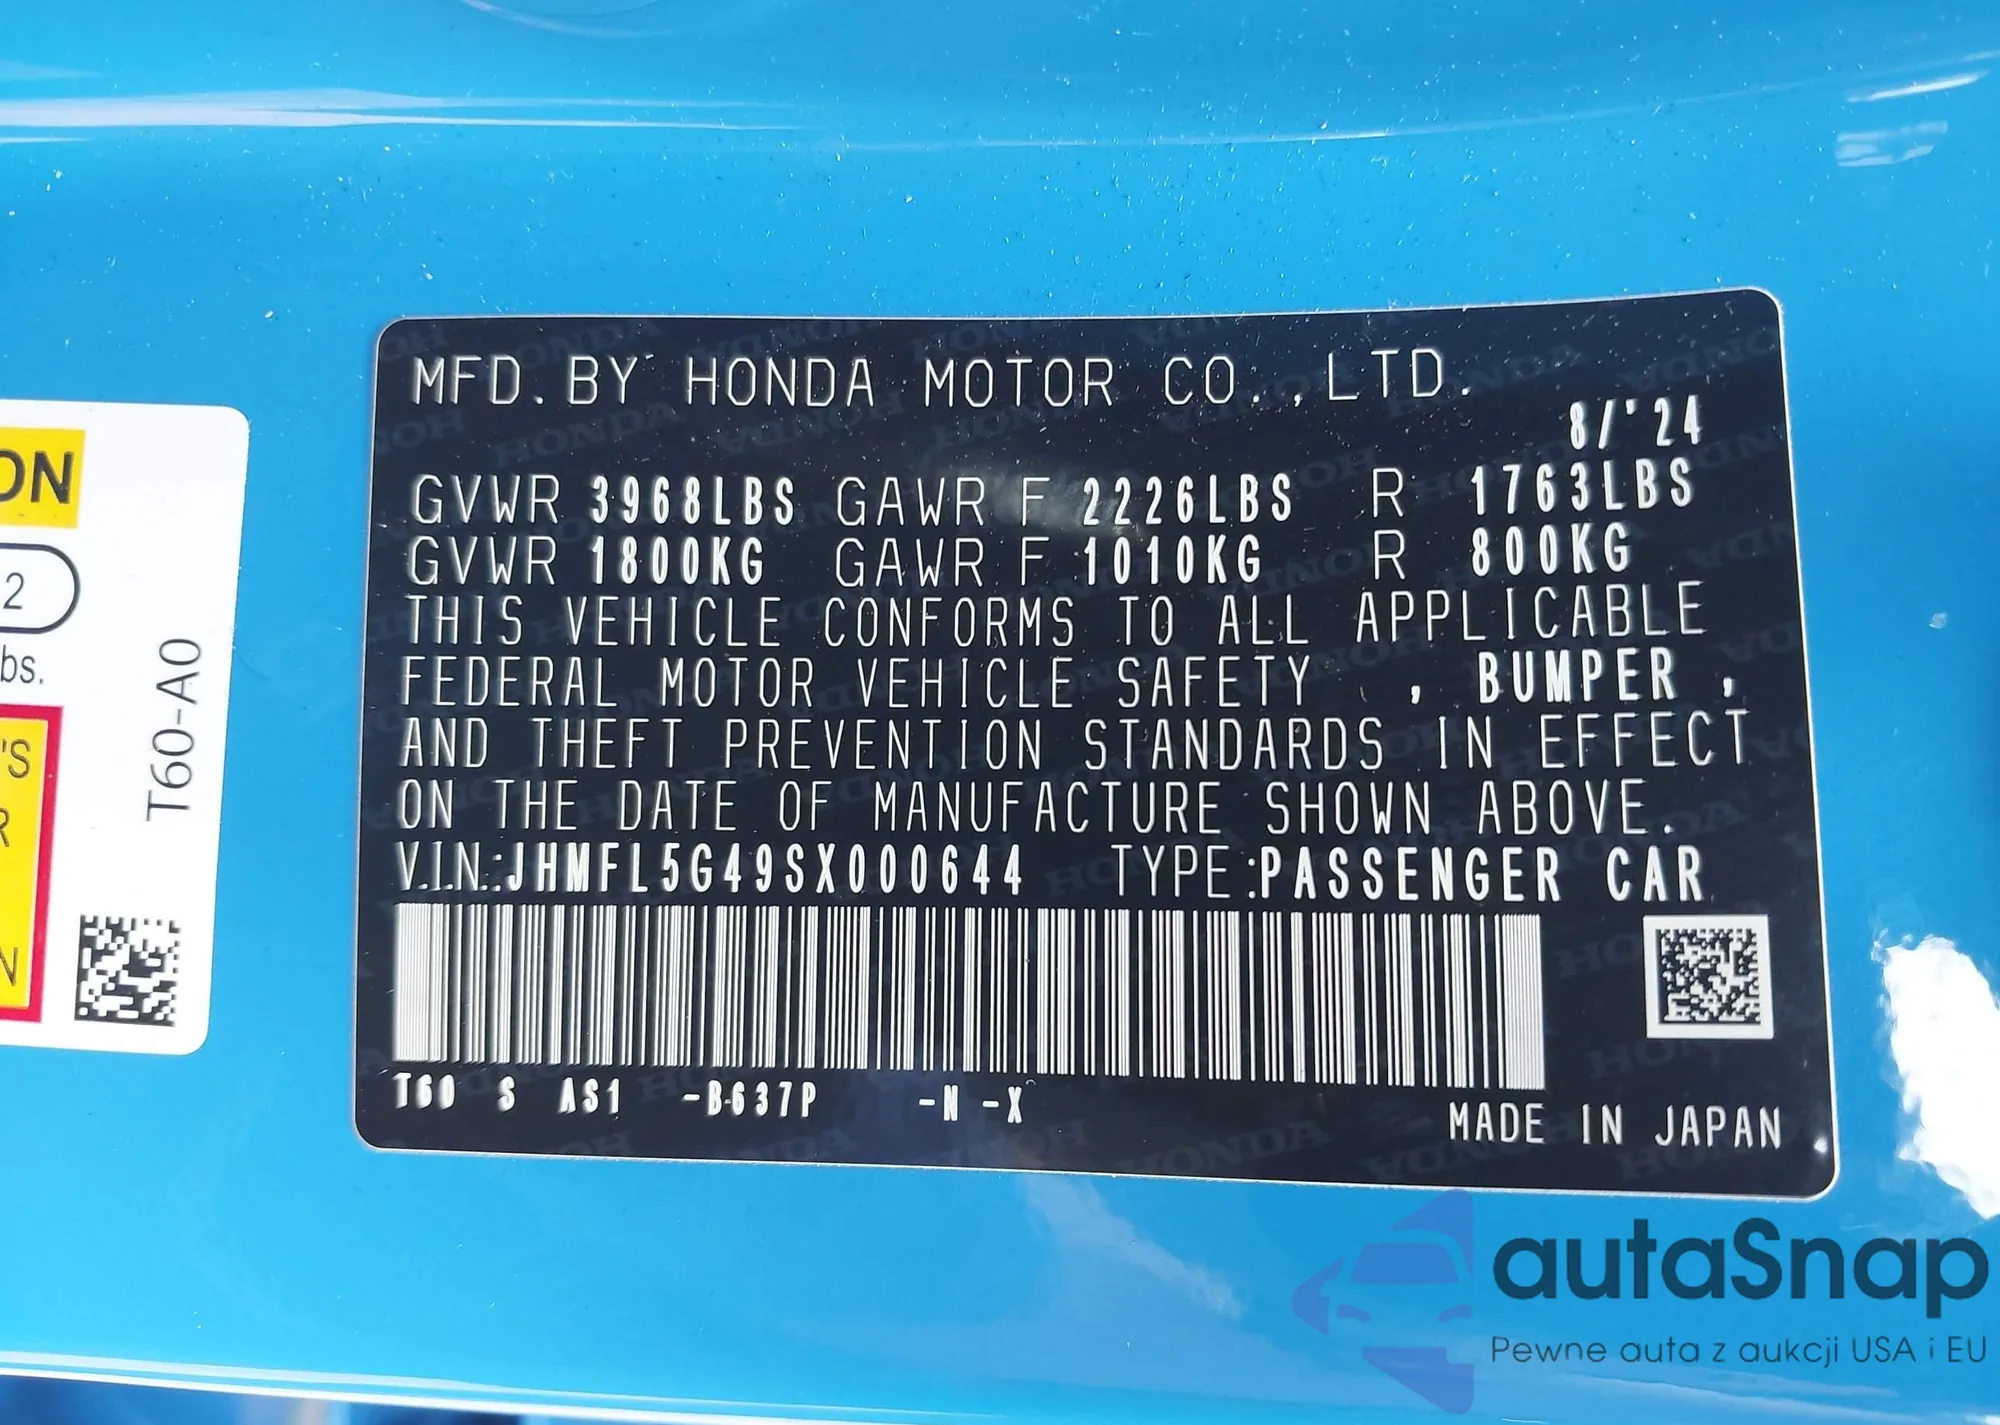 MFD. BY HONDA MOTOR CO., LTD.
8/'24
GVWR 3968LBS GAWR F 2226LBS R 1763LBS
GVWR 1800KG GAWR F 1010KG R 800KG
THIS VEHICLE CONFORMS TO ALL APPLICABLE
FEDERAL MOTOR VEHICLE SAFETY , BUMPER ,
AND THEFT PREVENTION STANDARDS IN EFFECT
ON THE DATE OF MANUFACTURE SHOWN ABOVE.
V.I.N.:JHMFL5G49SX000644 TYPE:PASSENGER CAR
T60 S AS1 -B-637P -N -X
MADE IN JAPAN
ON
2
bs.
'S
R
N
T60-A0
autaSnap
Pewne auta z aukcji USA i EU